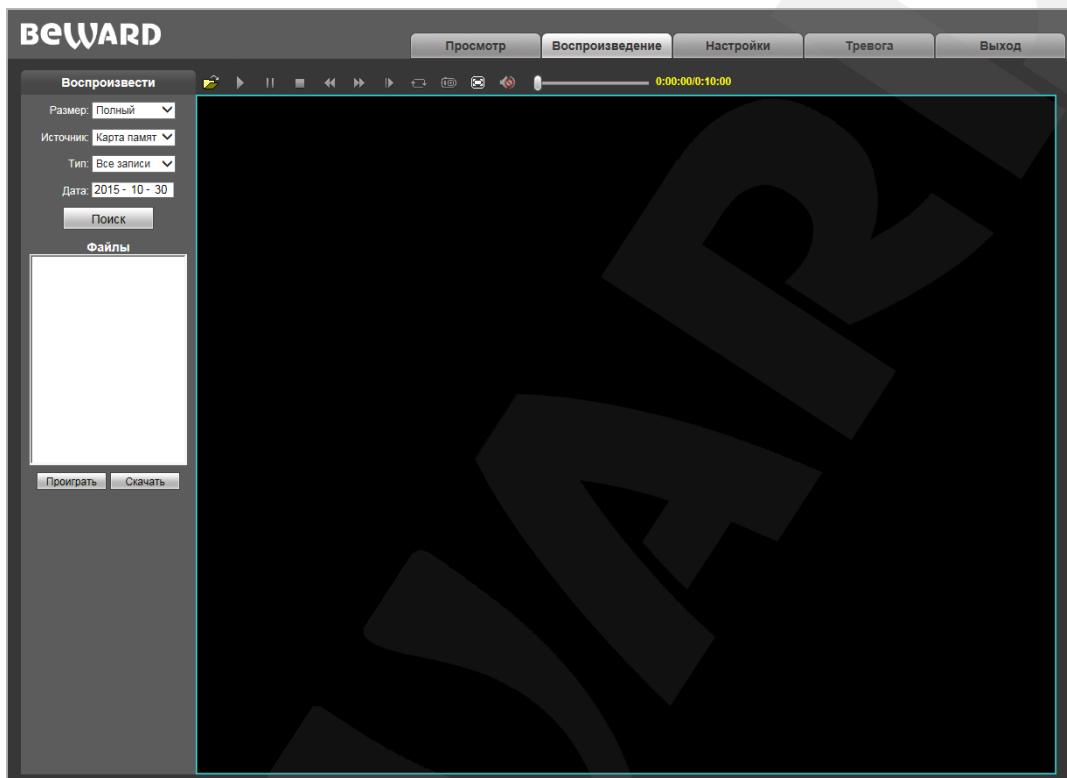 BEWARD
Просмотр Воспроизведение Настройки Тревога Выход
Воспроизвести
0:00:00/0:10:00
Размер: Полный
Источник: Карта памят
Тип: Все записи
Дата: 2015 - 10 - 30
Поиск
Файлы
Проиграть Скачать